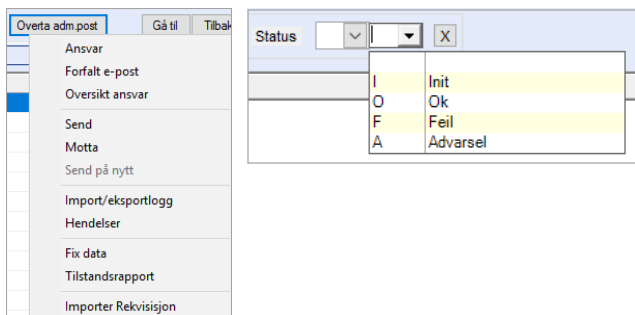 Overta adm.post Gå til Tilbak
Ansvar
Forfalt e-post
Oversikt ansvar
Send
Motta
Send på nytt
Import/eksportlogg
Hendelser
Fix data
Tilstandsrapport
Importer Rekvisisjon
Status X
I Init
O Ok
F Feil
A Advarsel